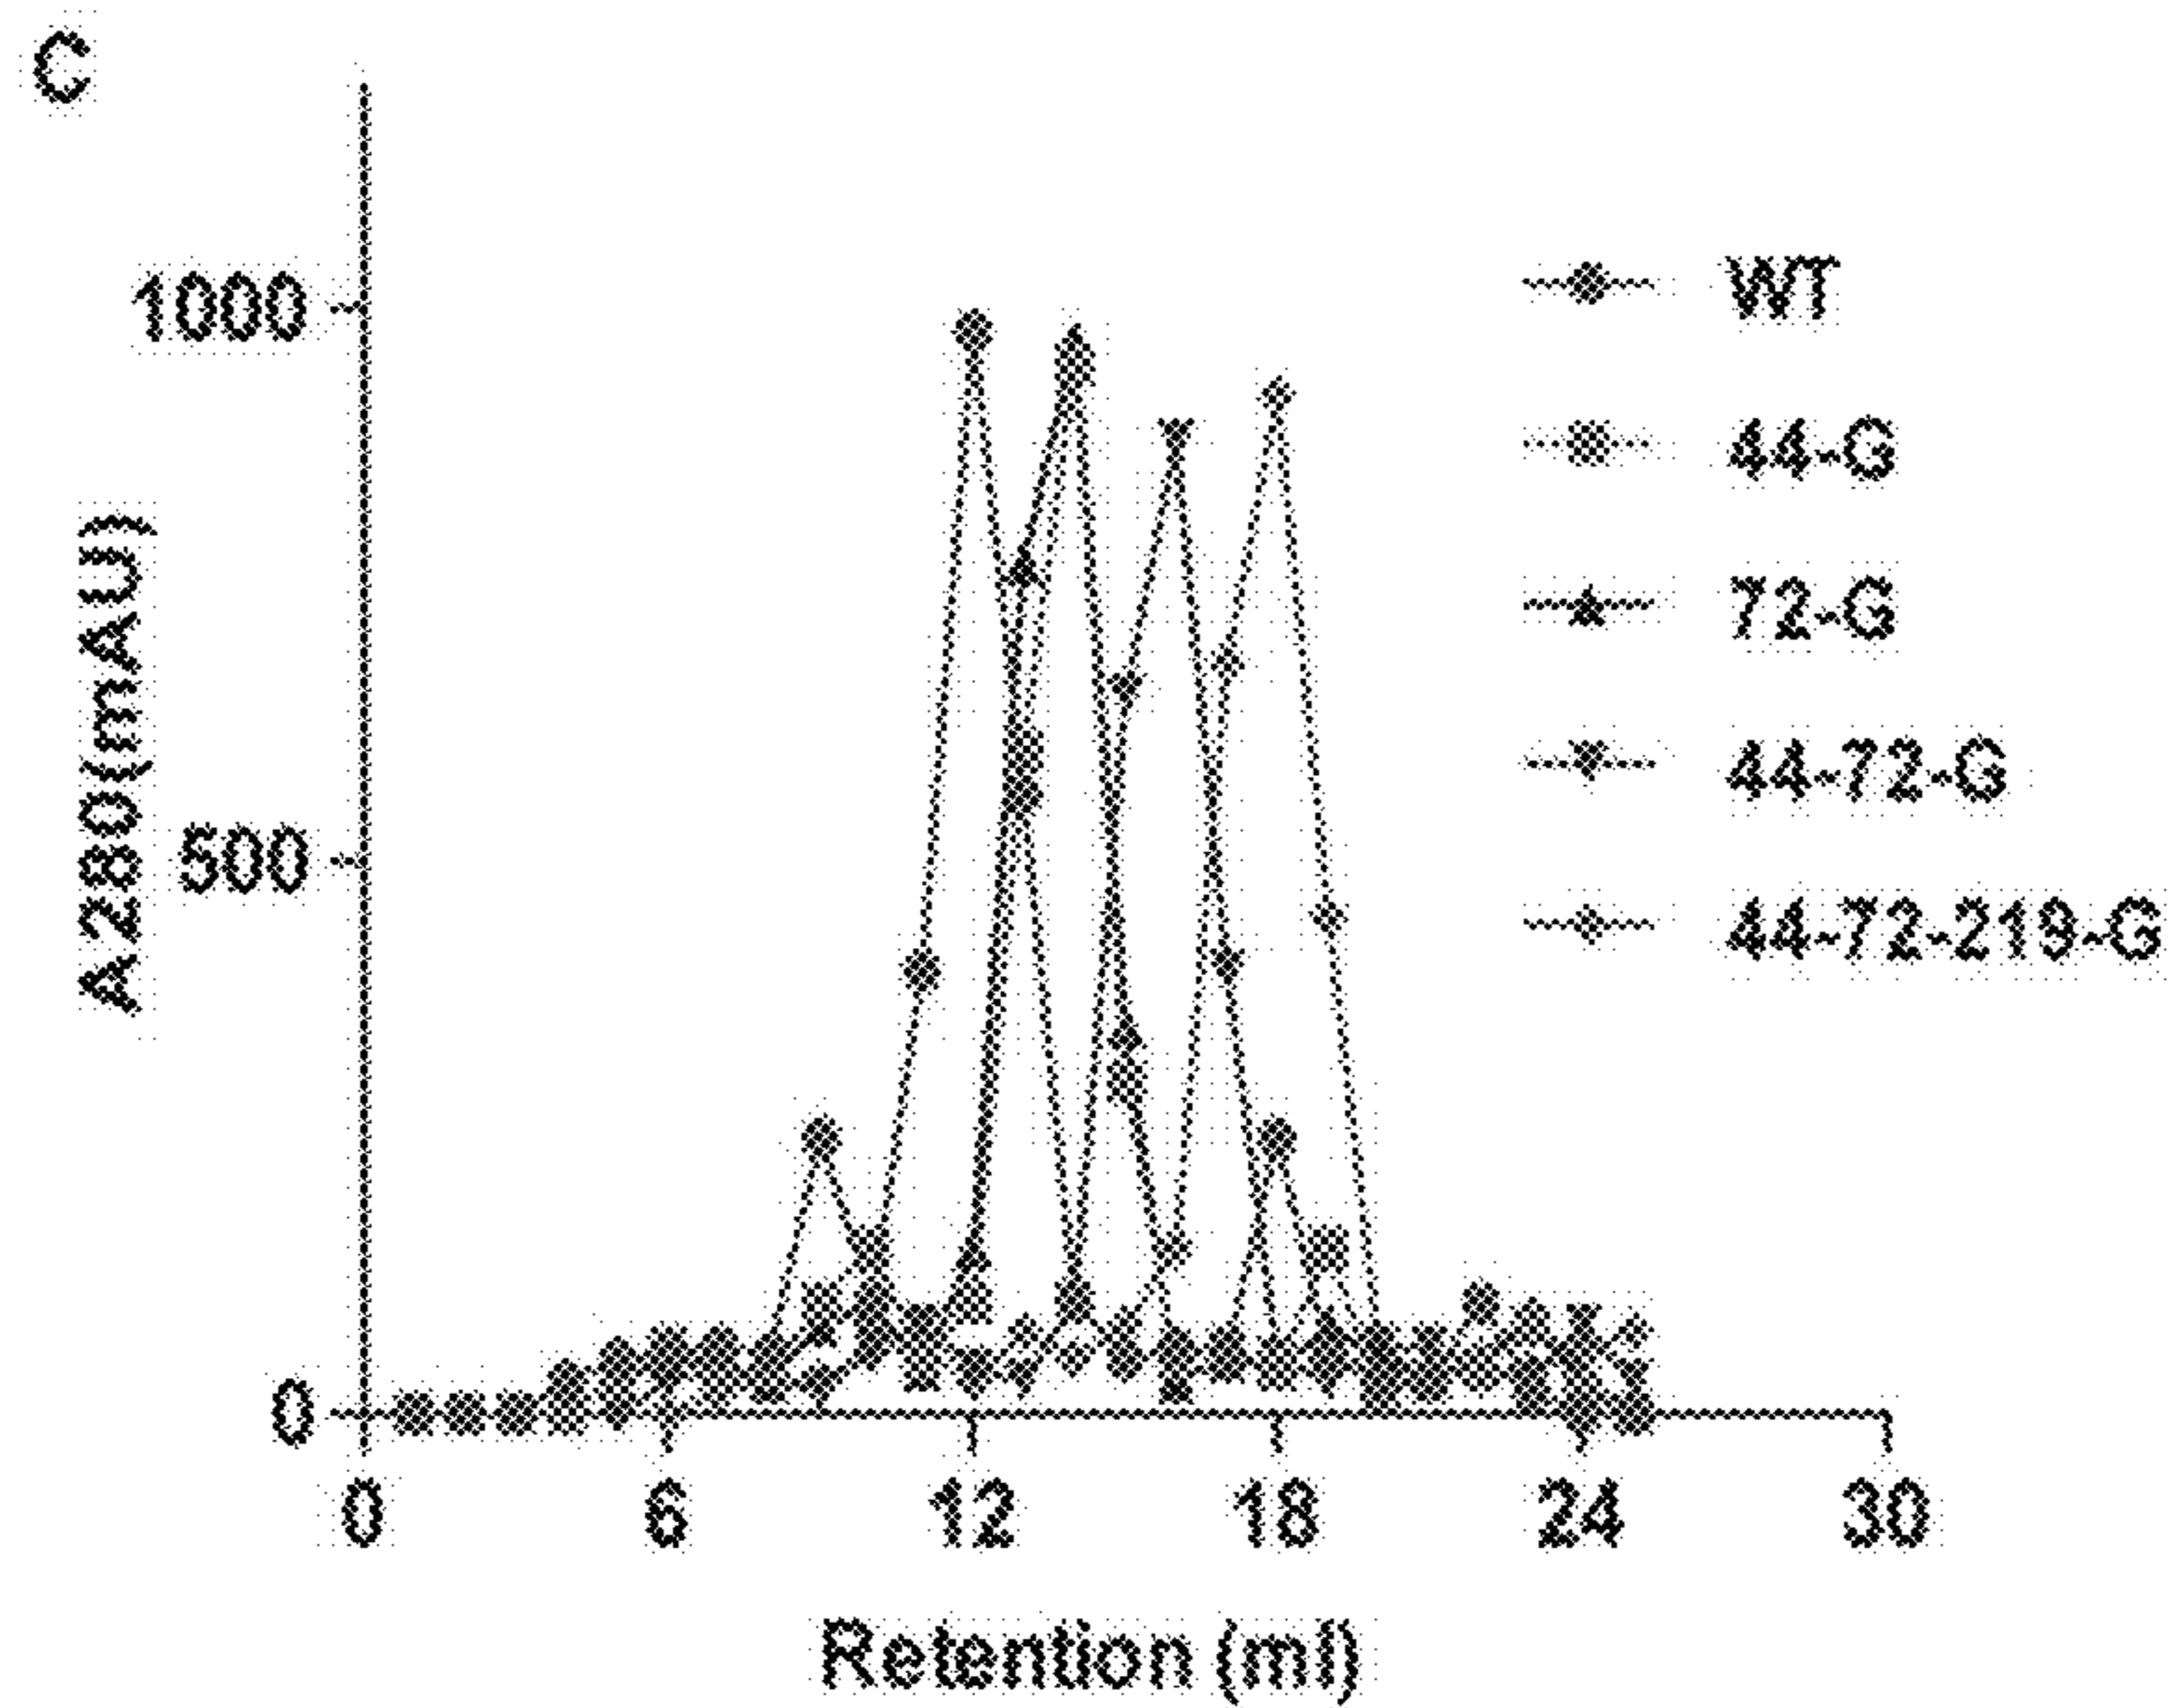 C
A280(mAU)
1000
500
0
0 6 12 18 24 30
Retention (ml)
WT
44-G
72-G
44-72-G
44-72-219-G